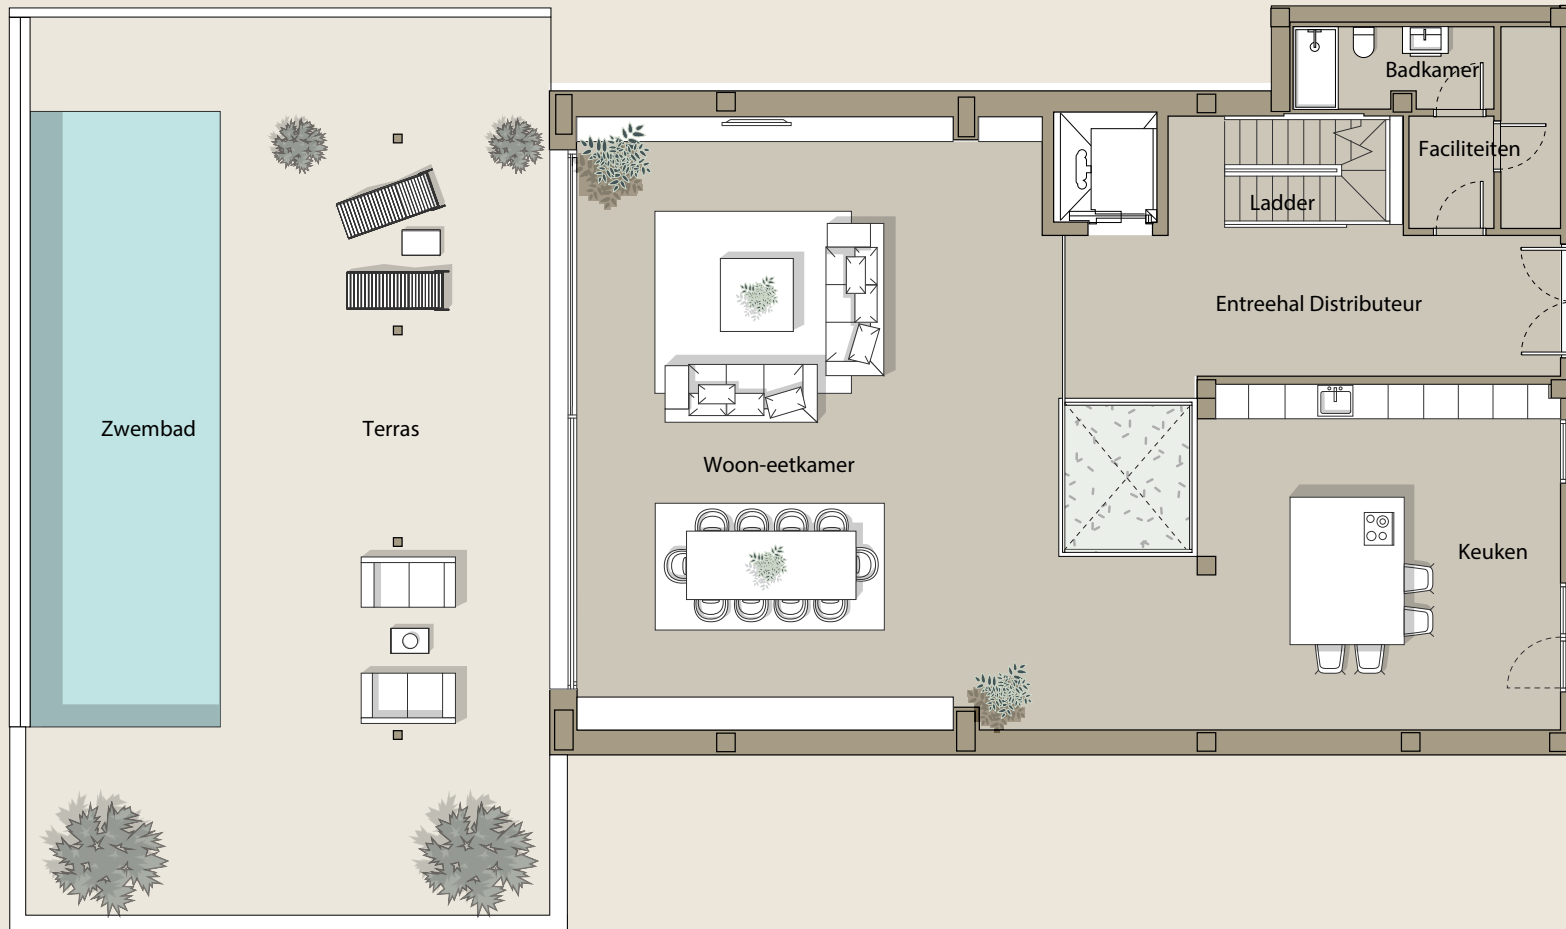 Badkamer
Faciliteiten
Ladder
Entreehal Distributeur
Zwembad
Terras
Woon-eetkamer
Keuken